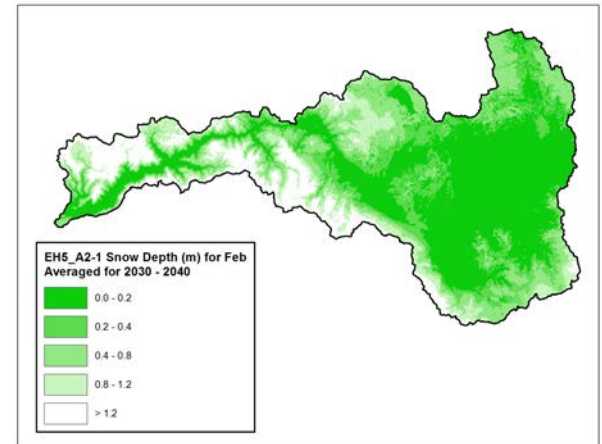 EH5_A2-1 Snow Depth (m) for Feb
Averaged for 2030 - 2040
0.0 - 0.2
0.2 - 0.4
0.4 - 0.8
0.8 - 1.2
> 1.2